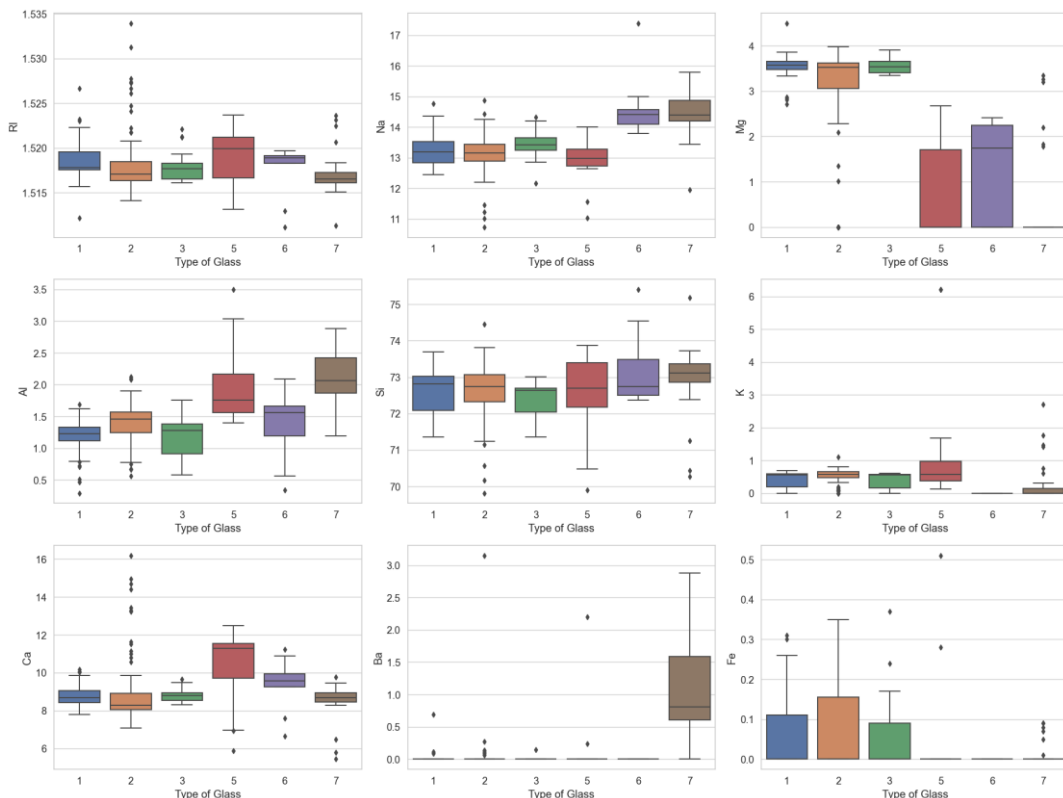 1.535
1.530
1.525
1.520
1.515
RI
1 2 3 5 6 7
Type of Glass
17
16
15
14
13
12
11
Na
1 2 3 5 6 7
Type of Glass
4
3
2
1
0
Mg
1 2 3 5 6 7
Type of Glass
3.5
3.0
2.5
2.0
1.5
1.0
0.5
Al
1 2 3 5 6 7
Type of Glass
75
74
73
72
71
70
Si
1 2 3 5 6 7
Type of Glass
6
5
4
3
2
1
0
K
1 2 3 5 6 7
Type of Glass
16
14
12
10
8
6
Ca
1 2 3 5 6 7
Type of Glass
3.0
2.5
2.0
1.5
1.0
0.5
0.0
Ba
1 2 3 5 6 7
Type of Glass
0.5
0.4
0.3
0.2
0.1
0.0
Fe
1 2 3 5 6 7
Type of Glass